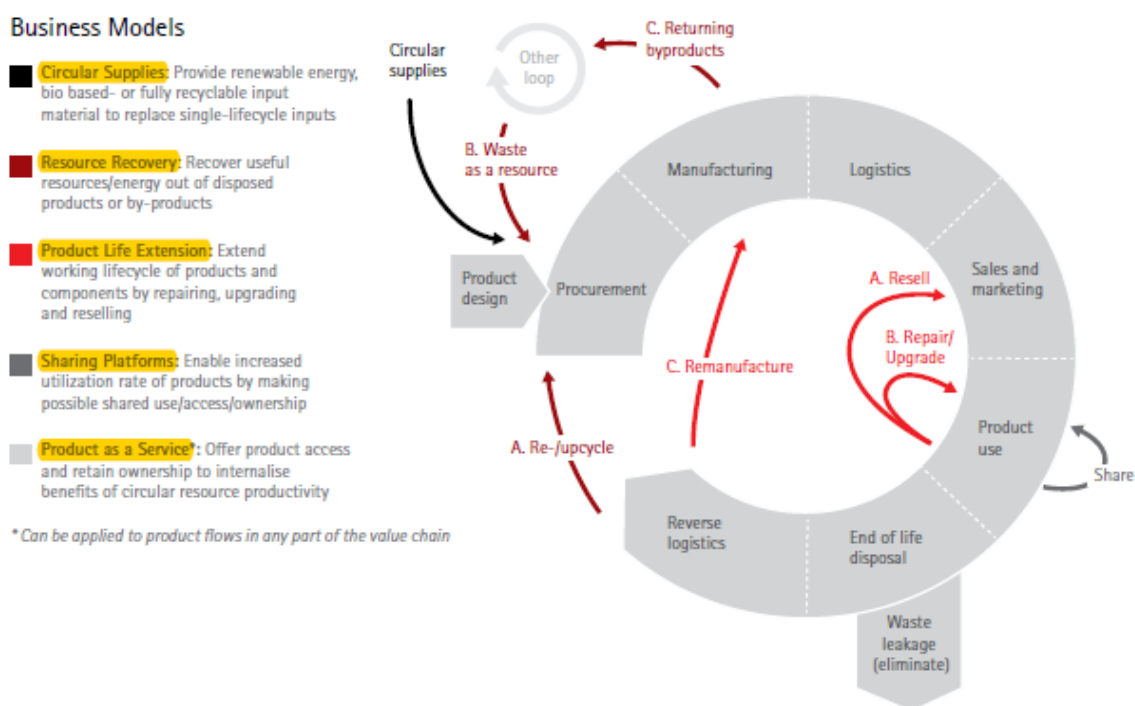 Business Models
Circular Supplies: Provide renewable energy,
bio based- or fully recyclable input
material to replace single-lifecycle inputs
Resource Recovery: Recover useful
resources/energy out of disposed
products or by-products
Product Life Extension: Extend
working lifecycle of products and
components by repairing, upgrading
and reselling
Sharing Platforms: Enable increased
utilization rate of products by making
possible shared use/access/ownership
Product as a Service*: Offer product access
and retain ownership to internalise
benefits of circular resource productivity
* Can be applied to product flows in any part of the value chain
Circular
supplies
Other
loop
C. Returning
byproducts
B. Waste
as a resource
Manufacturing
Logistics
Product
design
Procurement
A. Resell
Sales and
marketing
B. Repair/
Upgrade
C. Remanufacture
Product
use
A. Re-/upcycle
Share
Reverse
logistics
End of life
disposal
Waste
leakage
(eliminate)